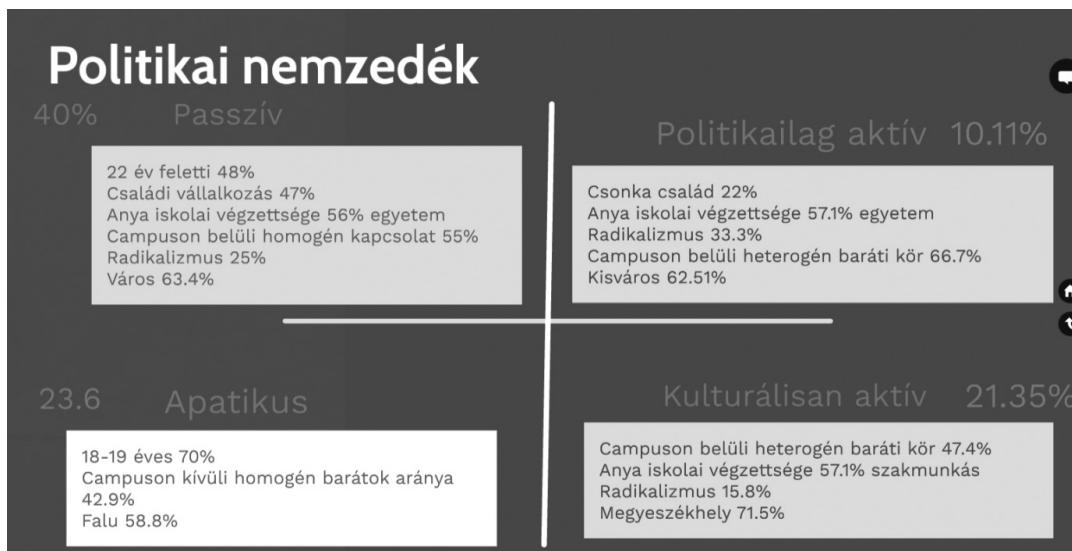 Politikai nemzedék
40% Passzív
22 év feletti 48%
Családi vállalkozás 47%
Anya iskolai végzettsége 56% egyetem
Campuson belüli homogén kapcsolat 55%
Radikalizmus 25%
Város 63.4%
Politikailag aktív 10.11%
Csonka család 22%
Anya iskolai végzettsége 57.1% egyetem
Radikalizmus 33.3%
Campuson belüli heterogén baráti kör 66.7%
Kisváros 62.51%
23.6 Apatikus
18-19 éves 70%
Campuson kívüli homogén barátok aránya
42.9%
Falu 58.8%
Kulturálisan aktív 21.35%
Campuson belüli heterogén baráti kör 47.4%
Anya iskolai végzettsége 57.1% szakmunkás
Radikalizmus 15.8%
Megyeszékhely 71.5%